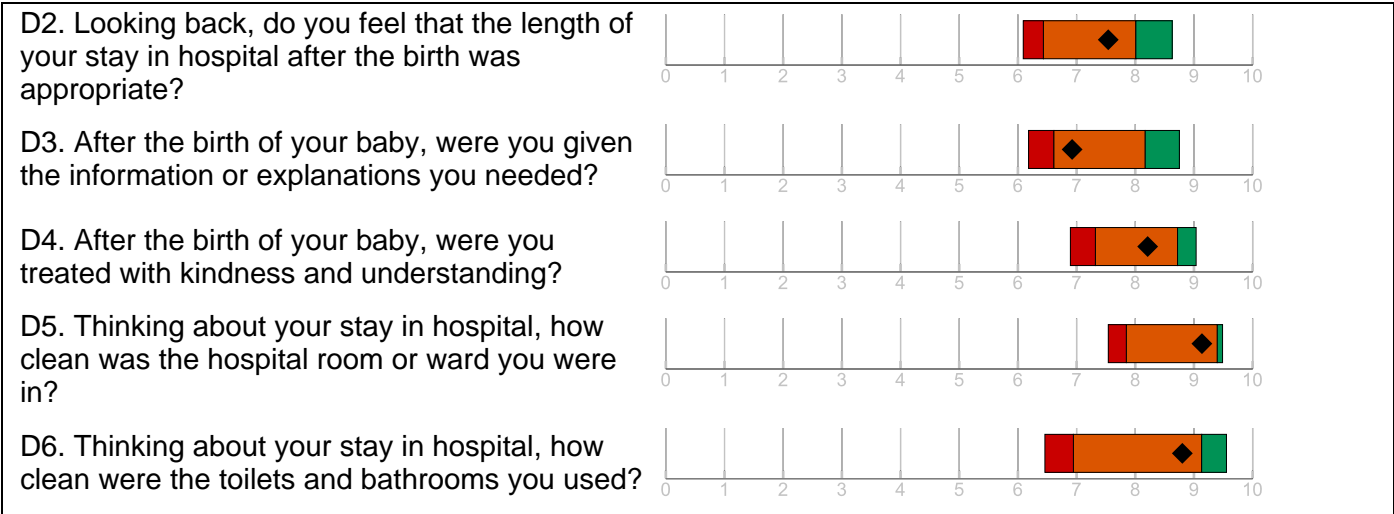 D2. Looking back, do you feel that the length of
your stay in hospital after the birth was
appropriate?
0 1 2 3 4 5 6 7 8 9 10
D3. After the birth of your baby, were you given
the information or explanations you needed?
0 1 2 3 4 5 6 7 8 9 10
D4. After the birth of your baby, were you
treated with kindness and understanding?
0 1 2 3 4 5 6 7 8 9 10
D5. Thinking about your stay in hospital, how
clean was the hospital room or ward you were
in?
0 1 2 3 4 5 6 7 8 9 10
D6. Thinking about your stay in hospital, how
clean were the toilets and bathrooms you used?
0 1 2 3 4 5 6 7 8 9 10